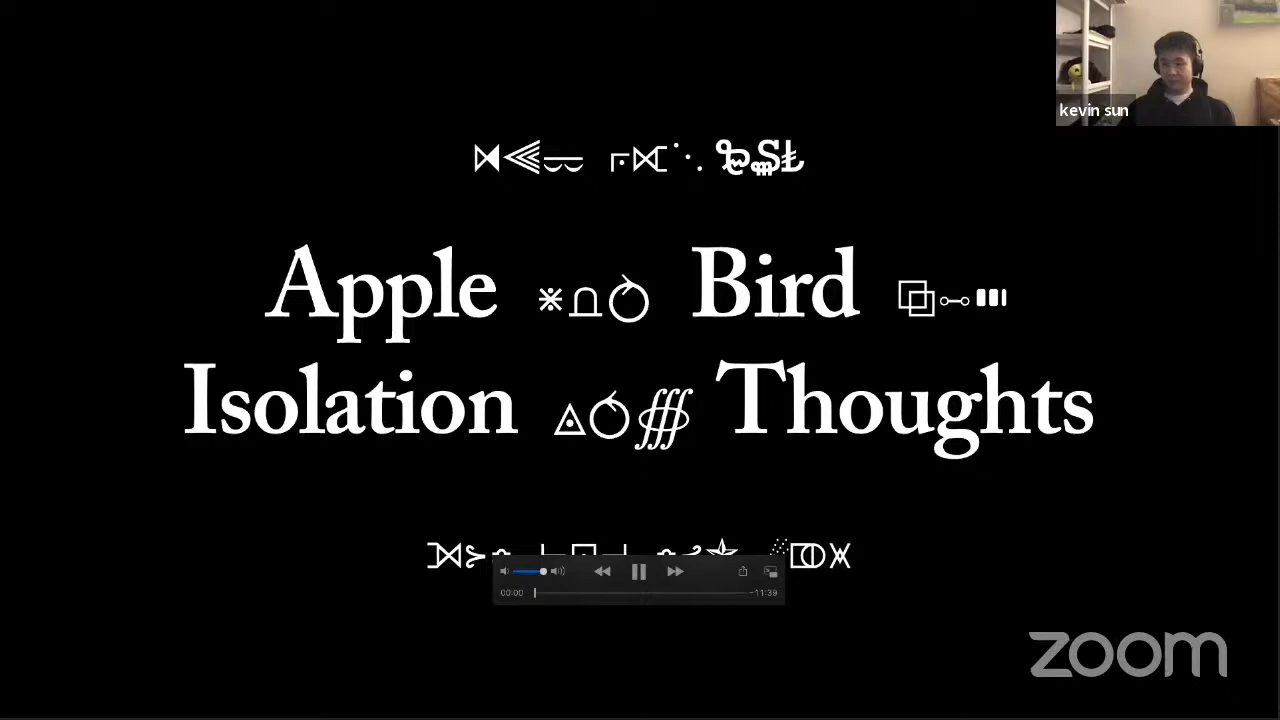 kevin sun
Apple Bird
Isolation Thoughts
00:00 -11:39
zoom